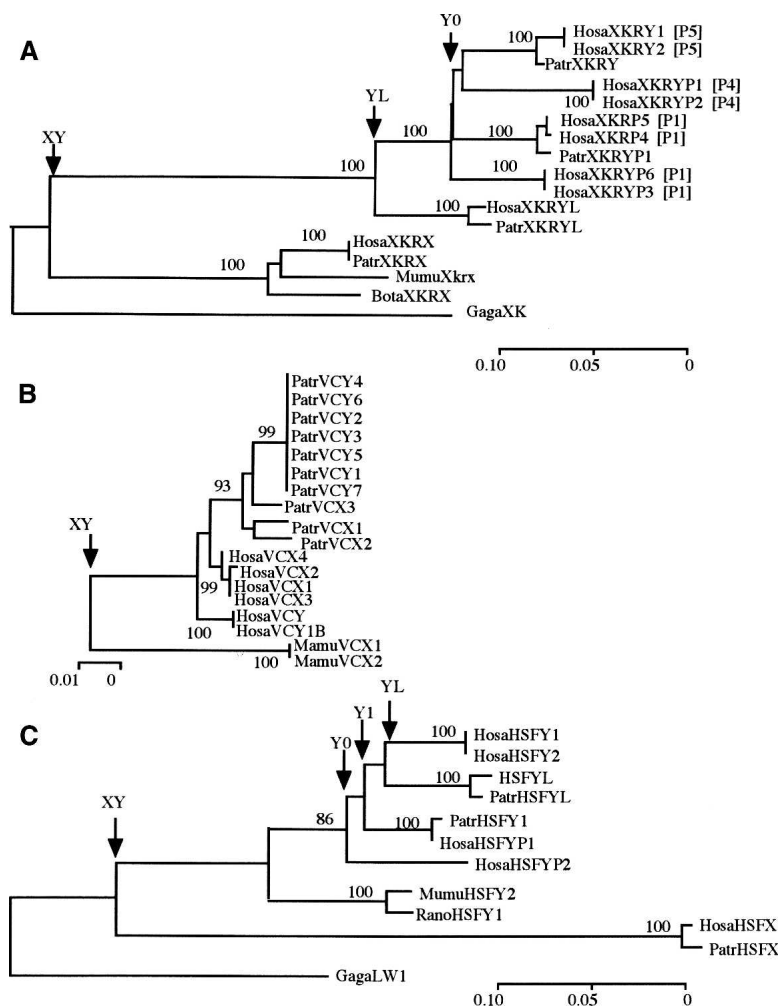 A
Y0
100
HosaXKRY1 [P5]
HosaXKRY2 [P5]
PatrXKRY
YL
HosaXKRYP1 [P4]
100 HosaXKRYP2 [P4]
XY
100
100
HosaXKRP5 [P1]
HosaXKRP4 [P1]
PatrXKRYP1
100
100
HosaXKRYP6 [P1]
HosaXKRYP3 [P1]
100
HosaXKRYL
PatrXKRYL
100
HosaXKRX
PatrXKRX
100
MumuXkrx
BotaXKRX
GagaXK
0.10 0.05 0
B
PatrVCY4
PatrVCY6
PatrVCY2
99
PatrVCY3
PatrVCY5
PatrVCY1
93
PatrVCY7
PatrVCX3
XY
PatrVCX1
PatrVCX2
HosaVCX4
HosaVCX2
99
HosaVCX1
HosaVCX3
HosaVCY
100
HosaVCY1B
MamuVCX1
100
MamuVCX2
0.01 0
YL
C
Y1
Y0
100
HosaHSFY1
HosaHSFY2
100
HSFYL
PatrHSFYL
XY
86
100
PatrHSFY1
HosaHSFYP1
HosaHSFYP2
100
MumuHSFY2
RanoHSFY1
100
HosaHSFX
PatrHSFX
GagaLW1
0.10 0.05 0